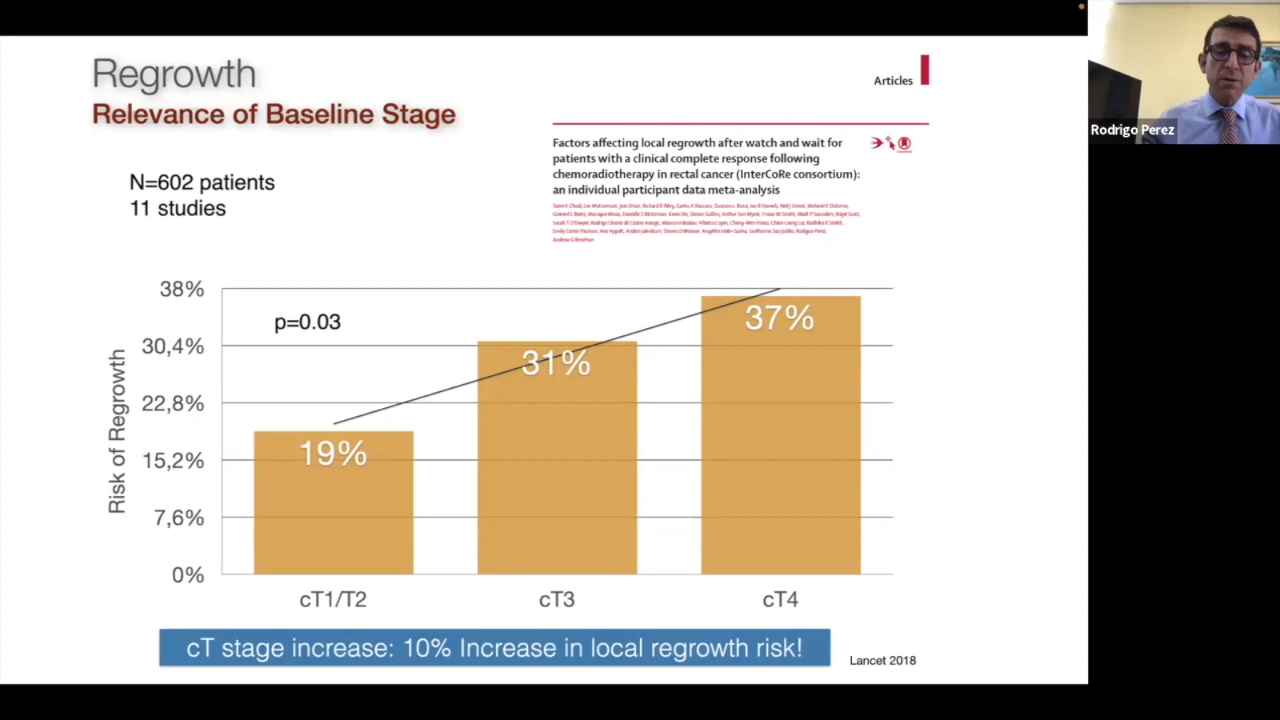 Regrowth
Relevance of Baseline Stage
N=602 patients
11 studies
Articles
Factors affecting local regrowth after watch and wait for
patients with a clinical complete response following
chemoradiotherapy in rectal cancer (InterCoRe consortium):
an individual participant data meta-analysis
Rodrigo Perez
38%
30,4%
22,8%
15,2%
7,6%
0%
Risk of Regrowth
p=0.03
19%
31%
37%
cT1/T2
cT3
cT4
cT stage increase: 10% Increase in local regrowth risk!
Lancet 2018